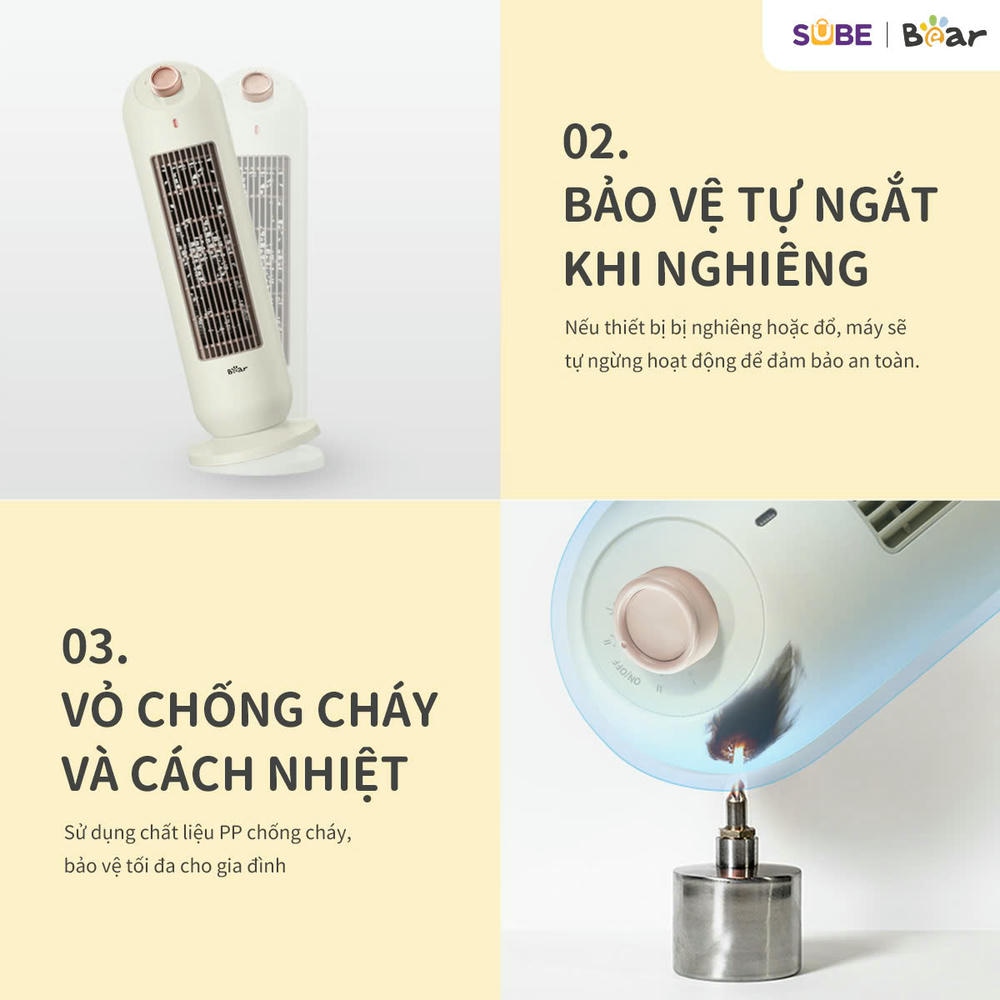 SUBE | Bear
02.
BẢO VỆ TỰ NGẮT
KHI NGHIÊNG
Nếu thiết bị bị nghiêng hoặc đổ, máy sẽ
tự ngừng hoạt động để đảm bảo an toàn.
Bear
03.
VỎ CHỐNG CHÁY
VÀ CÁCH NHIỆT
Sử dụng chất liệu PP chống cháy,
bảo vệ tối đa cho gia đình
ON/OFF